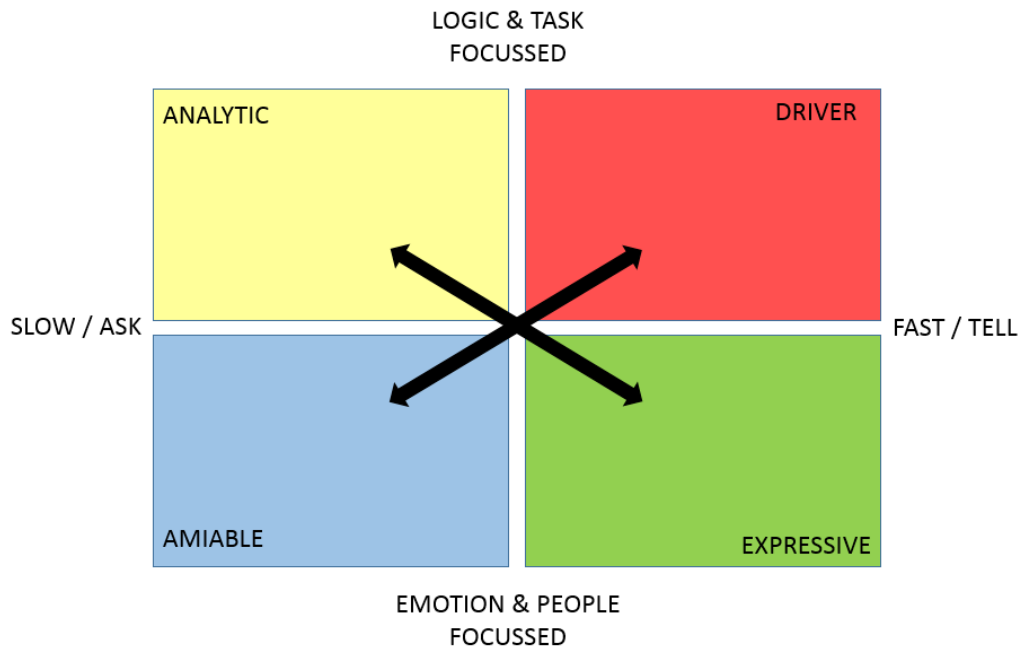 LOGIC & TASK
FOCUSSED
ANALYTIC
DRIVER
SLOW / ASK
FAST / TELL
AMIABLE
EXPRESSIVE
EMOTION & PEOPLE
FOCUSSED